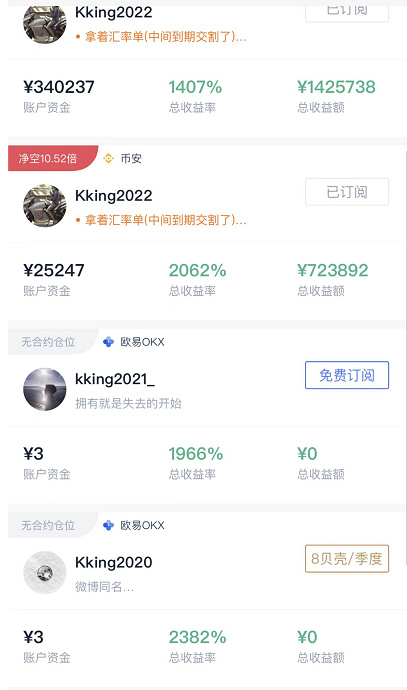 Kking2022
已订阅
• 拿着汇率单(中间到期交割了)...
¥340237
1407%
¥1425738
账户资金
总收益率
总收益额
净空10.52倍
币安
Kking2022
已订阅
• 拿着汇率单(中间到期交割了)...
¥25247
2062%
¥723892
账户资金
总收益率
总收益额
无合约仓位
欧易OKX
kking2021_
免费订阅
拥有就是失去的开始
¥3
1966%
¥0
账户资金
总收益率
总收益额
无合约仓位
欧易OKX
Kking2020
8贝壳/季度
微博同名...
¥3
2382%
¥0
账户资金
总收益率
总收益额